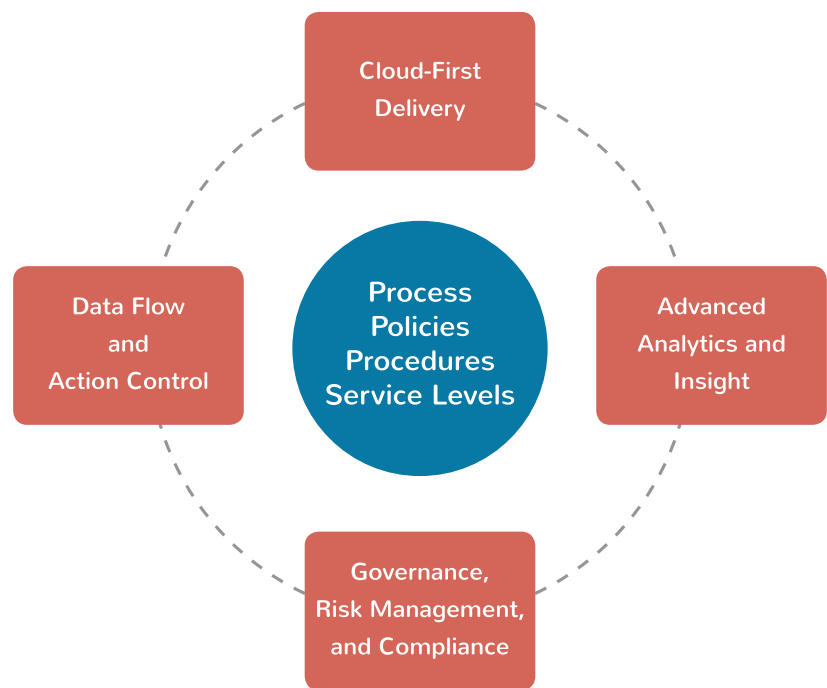 Cloud-First
Delivery
Data Flow
and
Action Control
Process
Policies
Procedures
Service Levels
Advanced
Analytics and
Insight
Governance,
Risk Management,
and Compliance